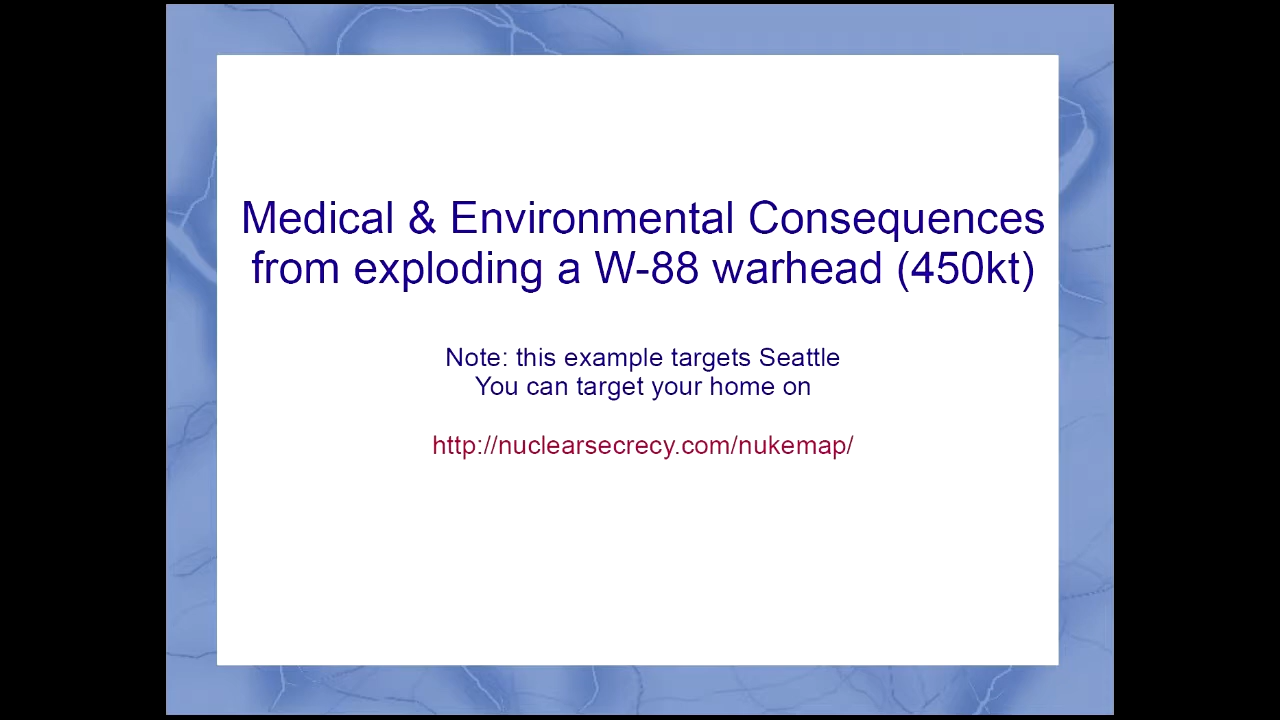 Medical & Environmental Consequences
from exploding a W-88 warhead (450kt)
Note: this example targets Seattle
You can target your home on
http://nuclearsecrecy.com/nukemap/